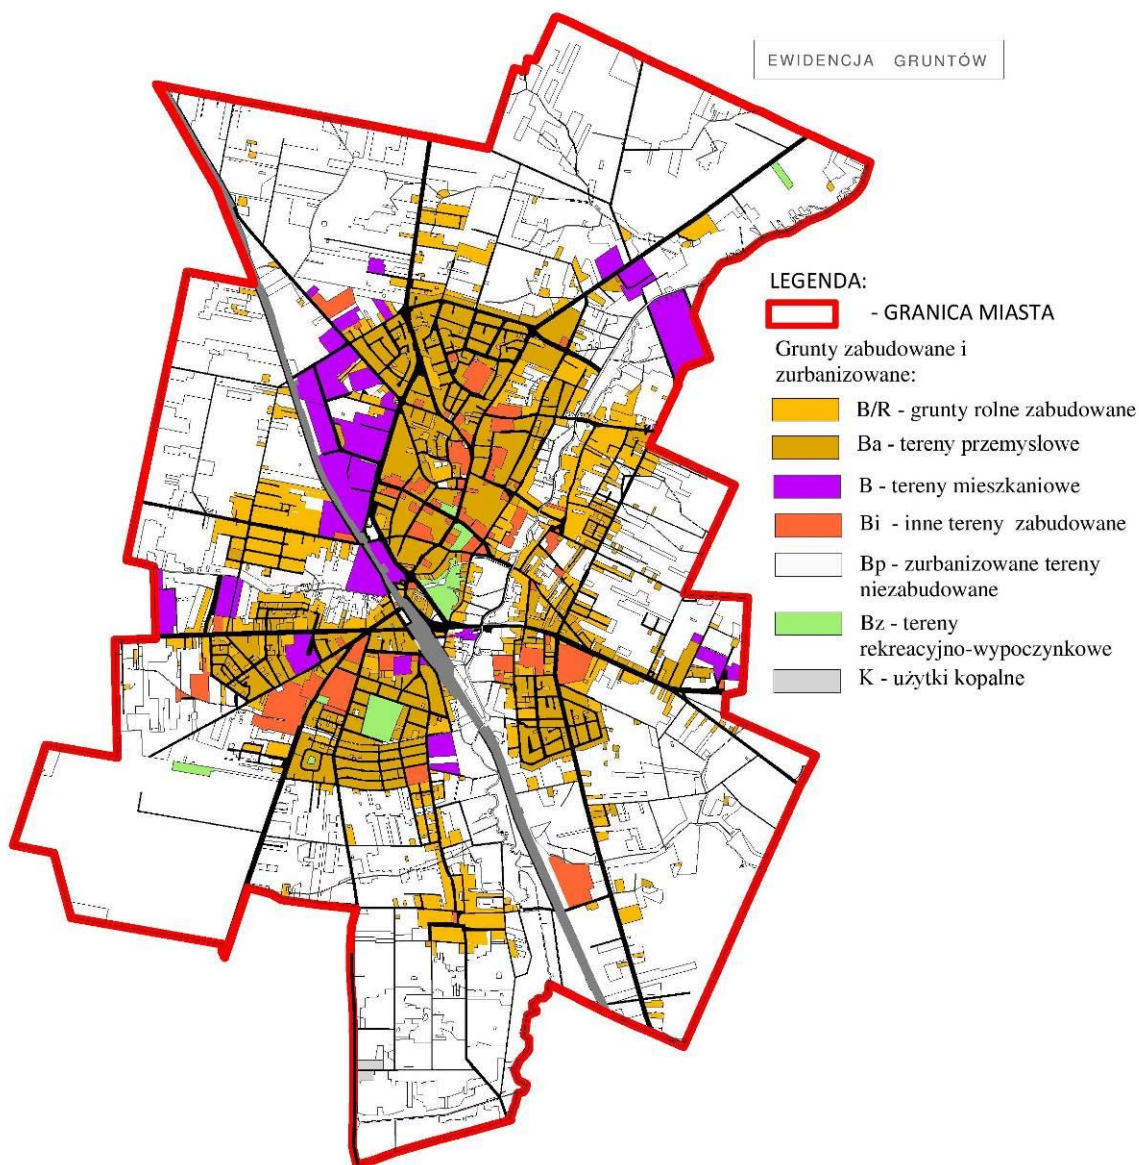 EWIDENCJA GRUNTÓW
LEGENDA:
- GRANICA MIASTA
Grunty zabudowane i
zurbanizowane:
B/R - grunty rolne zabudowane
Ba - tereny przemysłowe
B - tereny mieszkaniowe
Bi - inne tereny zabudowane
Bp - zurbanizowane tereny
niezabudowane
Bz - tereny
rekreacyjno-wypoczynkowe
K - użytki kopalne